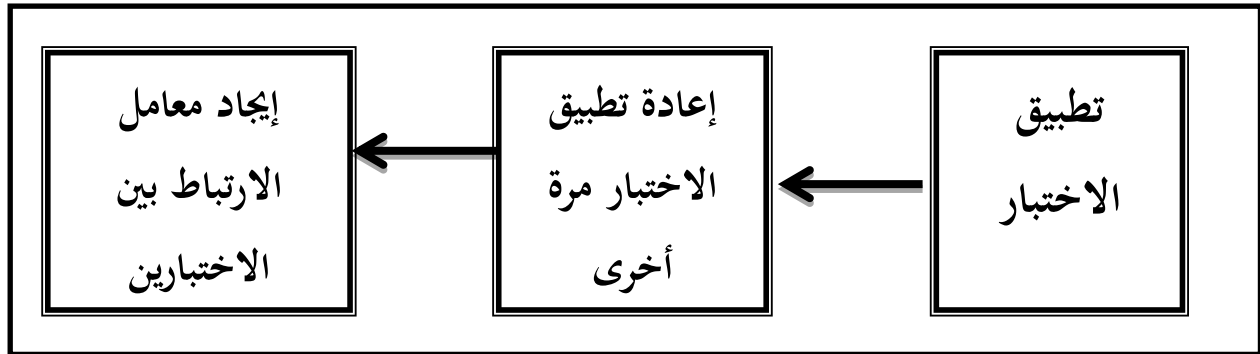 تطبيق
الاختبار
إعادة تطبيق
الاختبار مرة
أخرى
إيجاد معامل
الارتباط بين
الاختبارين